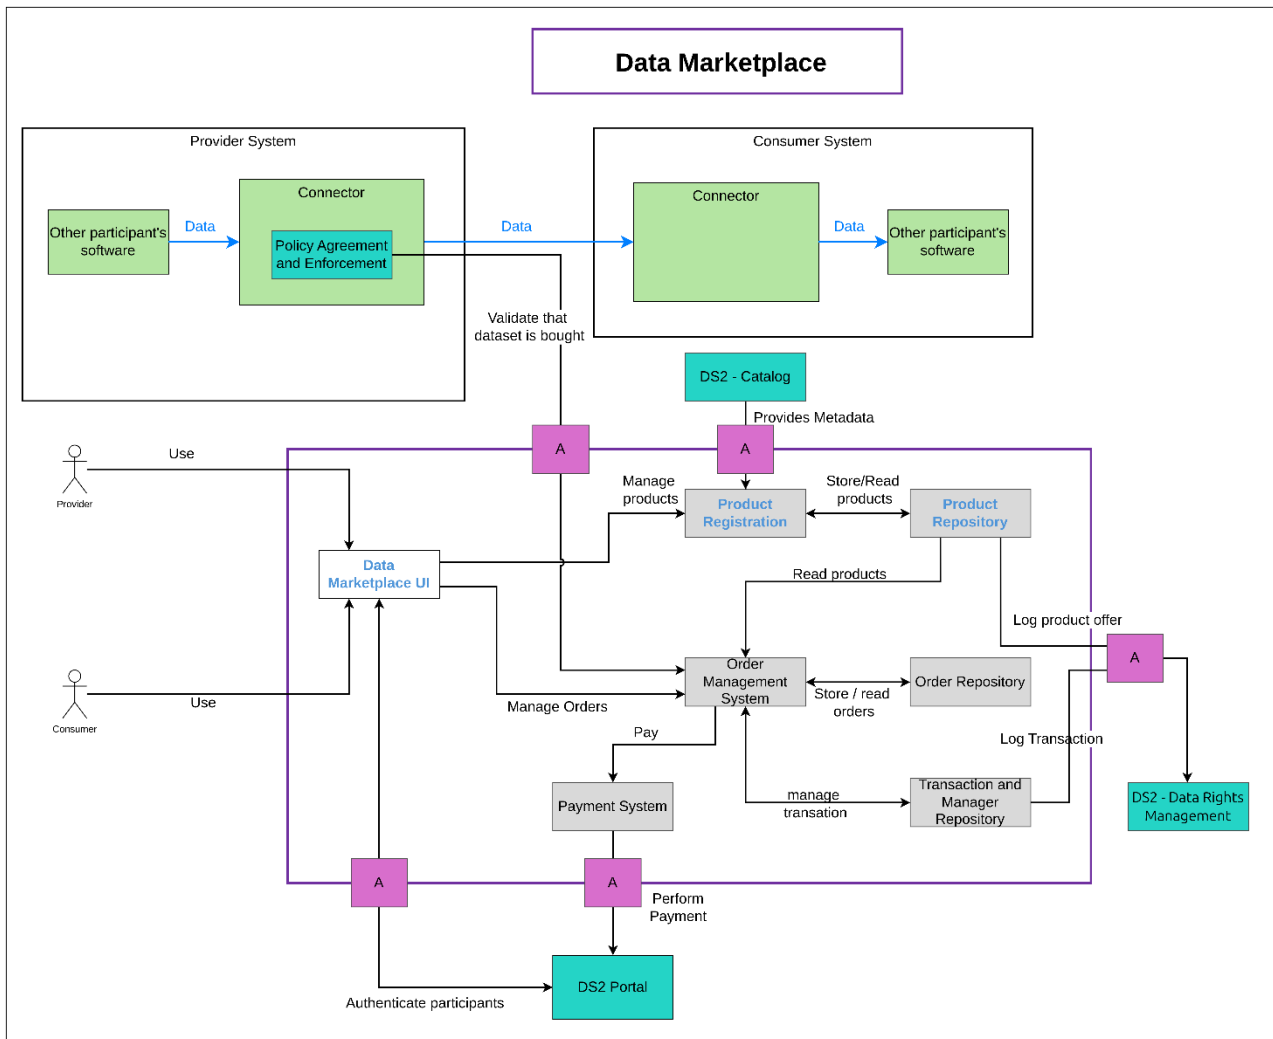 Data Marketplace
Provider System
Consumer System
Connector
Connector
Other participant's
software
Data
Policy Agreement
and Enforcement
Data
Data
Other participant's
software
Validate that
dataset is bought
DS2 - Catalog
Provides Metadata
A
A
Use
Provider
Manage
products
Store/Read
products
Product
Registration
Product
Repository
Data
Marketplace UI
Read products
Log product offer
A
Order
Management
System
Order Repository
Store / read
orders
Consumer
Use
Manage Orders
Pay
Log Transaction
Payment System
manage
transation
Transaction and
Manager
Repository
DS2 - Data Rights
Management
A
A
Perform
Payment
DS2 Portal
Authenticate participants